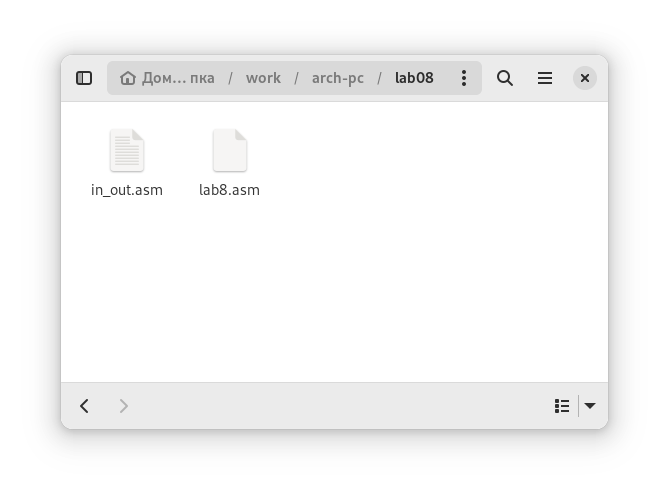 Дом… пка / work / arch-pc / lab08
in_out.asm lab8.asm